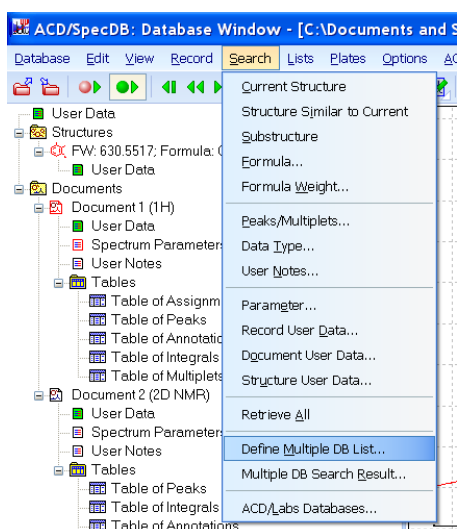 ACD/SpecDB: Database Window - [C:\Documents and S
Database Edit View Record Search Lists Plates Options AC
User Data
Structures
FW: 630.5517; Formula: C
User Data
Documents
Document 1 (1H)
User Data
Spectrum Parameters
User Notes
Tables
Table of Assignm
Table of Peaks
Table of Annotatio
Table of Integrals
Table of Multiplets
Document 2 (2D NMR)
User Data
Spectrum Parameters
User Notes
Tables
Table of Peaks
Table of Integrals
Table of Annotations
Current Structure
Structure Similar to Current
Substructure
Formula...
Formula Weight...
Peaks/Multiplets...
Data Type...
User Notes...
Parameter...
Record User Data...
Document User Data...
Structure User Data...
Retrieve All
Define Multiple DB List...
Multiple DB Search Result...
ACD/Labs Databases...